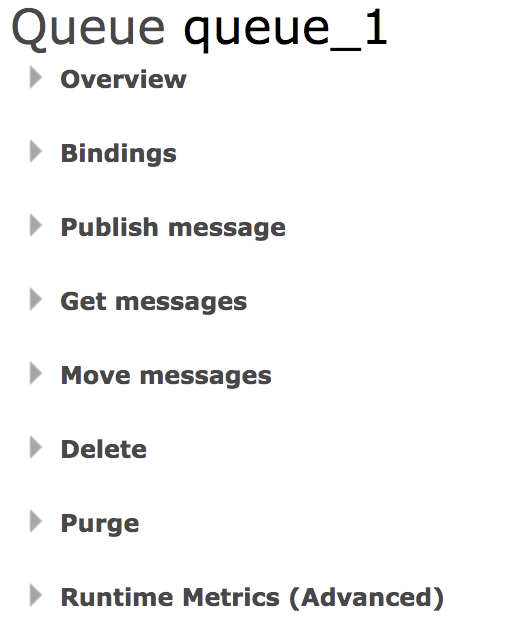 Queue queue_1
Overview
Bindings
Publish message
Get messages
Move messages
Delete
Purge
Runtime Metrics (Advanced)